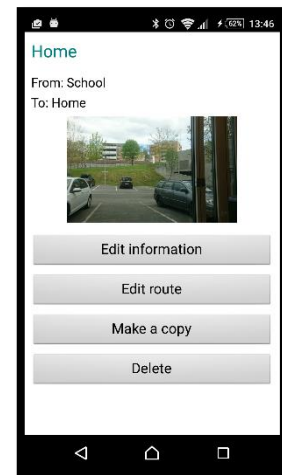 62% 13:46
Home
From: School
To: Home
Edit information
Edit route
Make a copy
Delete